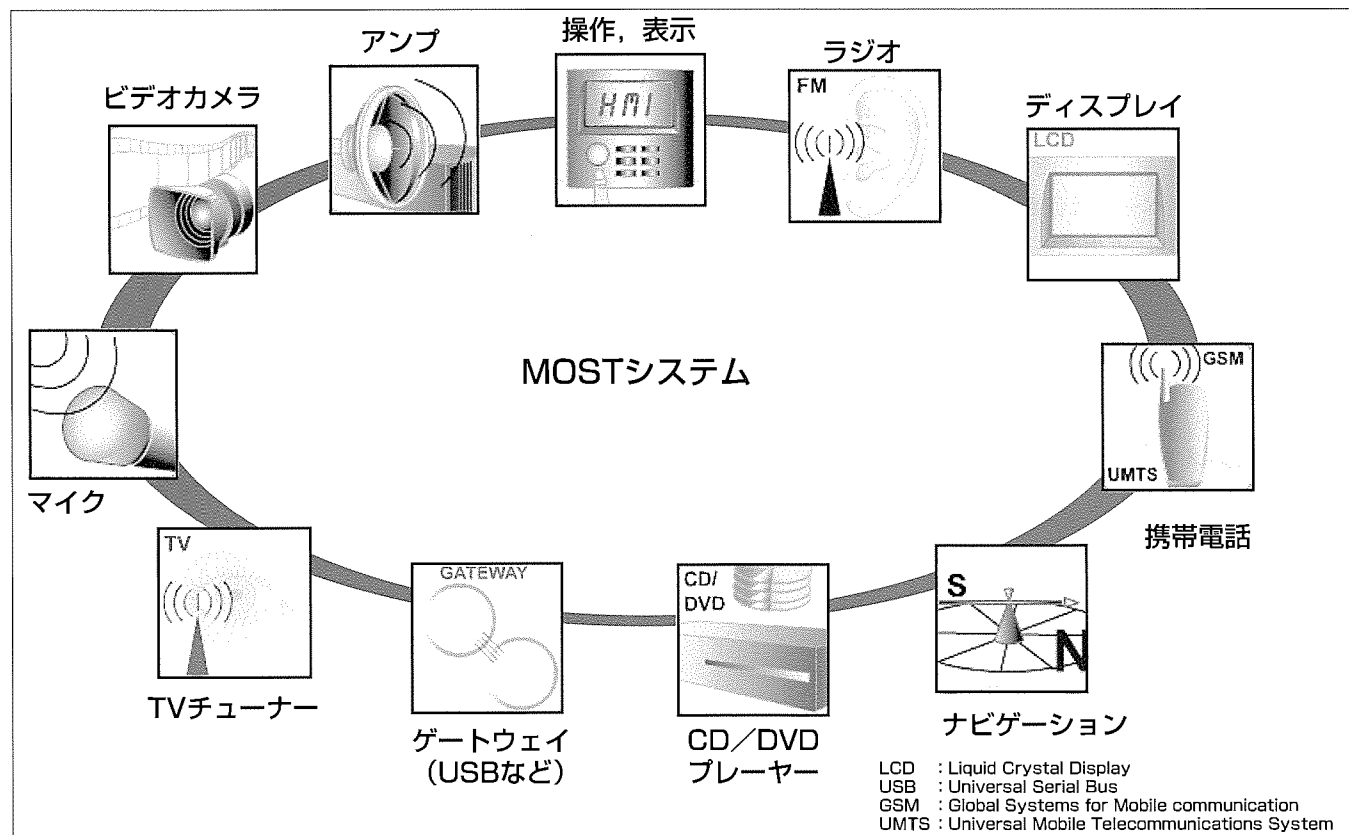 アンプ
操作，表示
ラジオ
ビデオカメラ
ディスプレイ
HMI
FM
LCD
MOSTシステム
GSM
UMTS
マイク
携帯電話
TV
GATEWAY
CD/
DVD
S
N
TVチューナー
ゲートウェイ
（USBなど）
CD／DVD
プレーヤー
ナビゲーション
LCD : Liquid Crystal Display
USB : Universal Serial Bus
GSM : Global Systems for Mobile communication
UMTS : Universal Mobile Telecommunications System